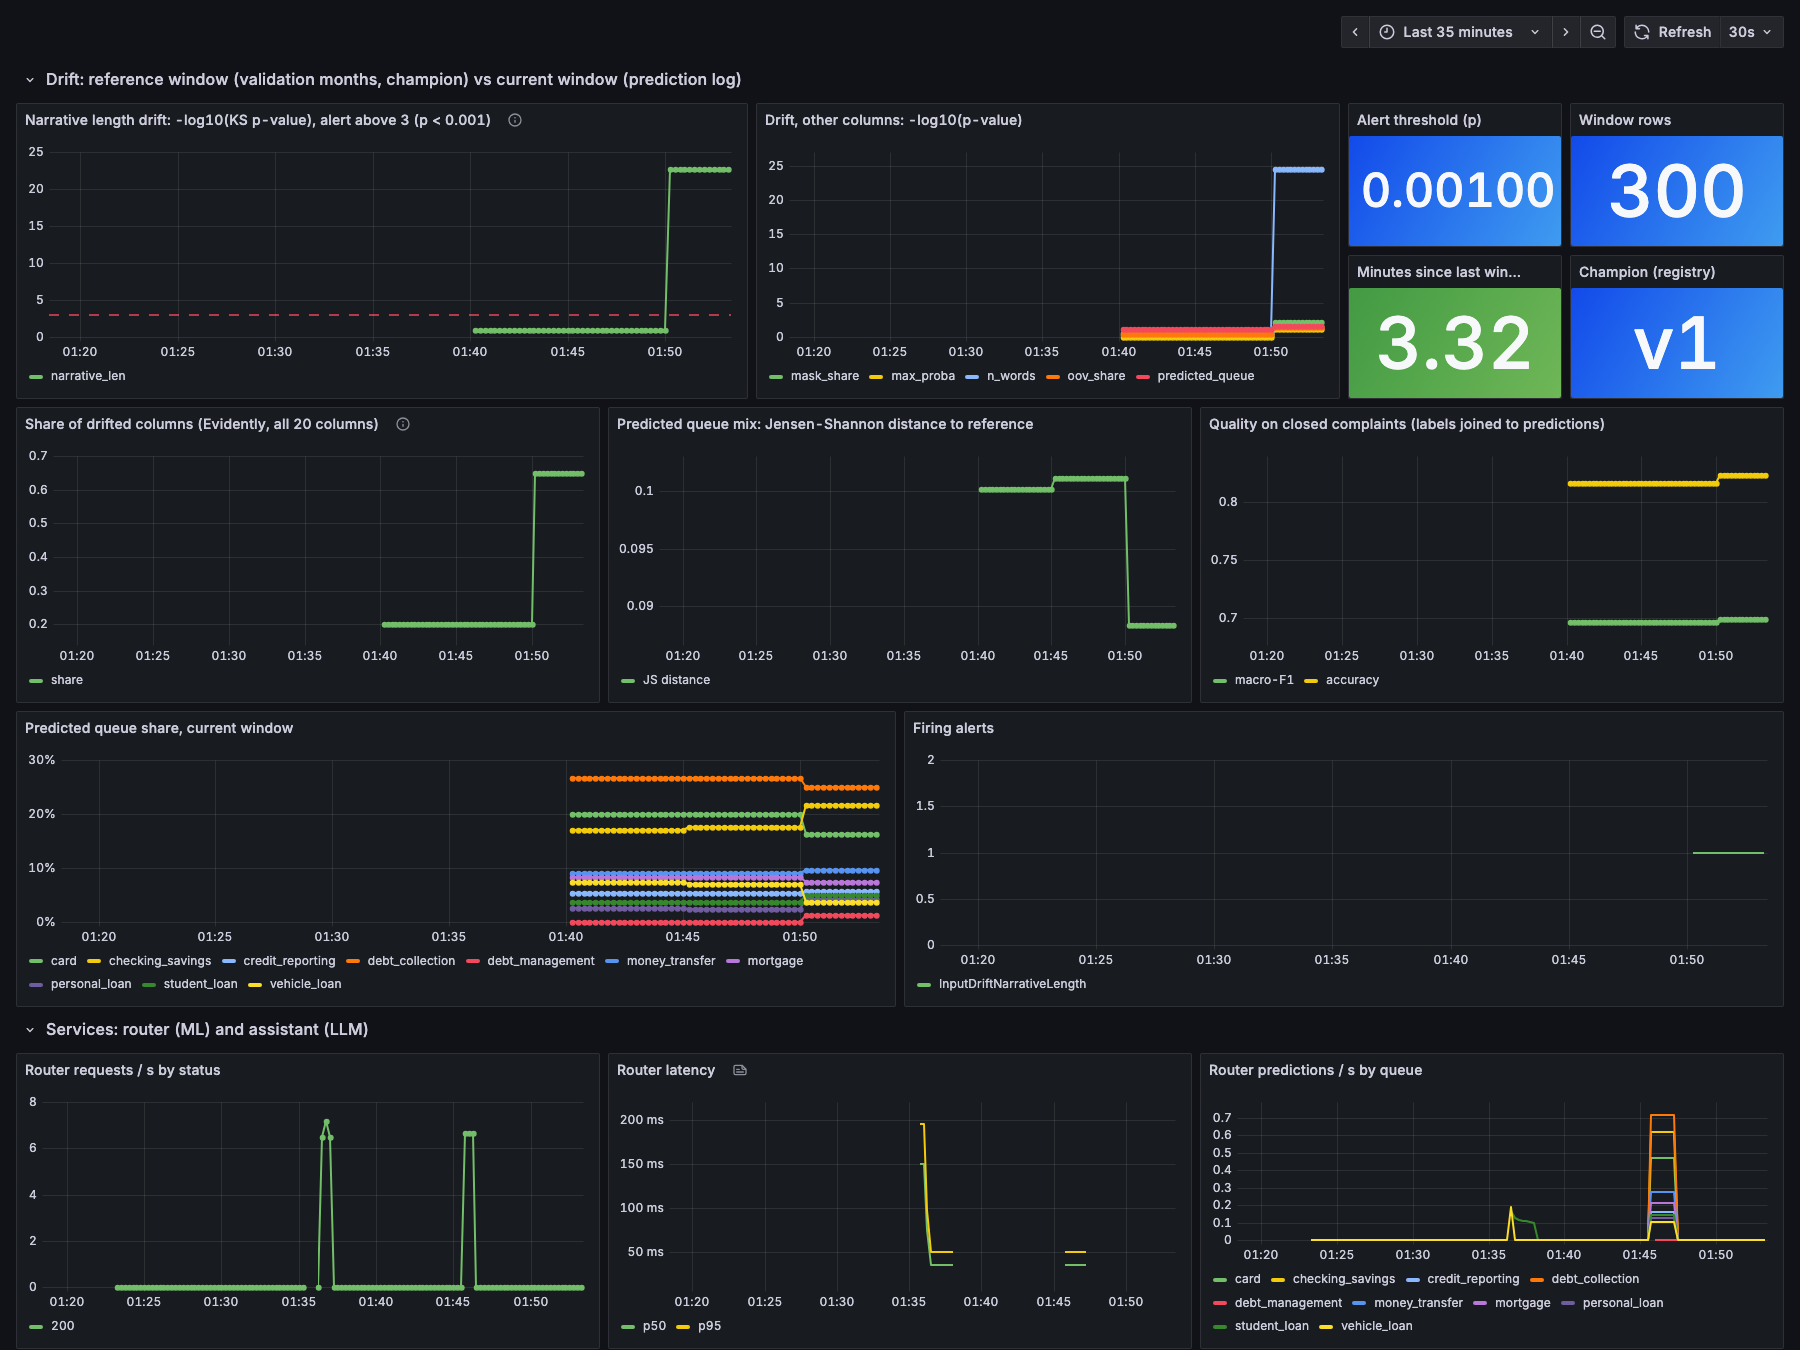 Last 35 minutes
Refresh 30s
Drift: reference window (validation months, champion) vs current window (prediction log)
Narrative length drift: -log10(KS p-value), alert above 3 (p < 0.001)
25
20
15
10
5
0
01:20 01:25 01:30 01:35 01:40 01:45 01:50
narrative_len
Drift, other columns: -log10(p-value)
25
20
15
10
5
0
01:20 01:25 01:30 01:35 01:40 01:45 01:50
mask_share max_proba n_words oov_share predicted_queue
Alert threshold (p)
0.00100
Window rows
300
Minutes since last win...
3.32
Champion (registry)
v1
Share of drifted columns (Evidently, all 20 columns)
0.7
0.6
0.5
0.4
0.3
0.2
01:20 01:25 01:30 01:35 01:40 01:45 01:50
share
Predicted queue mix: Jensen-Shannon distance to reference
0.1
0.095
0.09
01:20 01:25 01:30 01:35 01:40 01:45 01:50
JS distance
Quality on closed complaints (labels joined to predictions)
0.8
0.75
0.7
01:20 01:25 01:30 01:35 01:40 01:45 01:50
macro-F1 accuracy
Predicted queue share, current window
30%
20%
10%
0%
01:20 01:25 01:30 01:35 01:40 01:45 01:50
card checking_savings credit_reporting debt_collection debt_management money_transfer mortgage
personal_loan student_loan vehicle_loan
Firing alerts
2
1.5
1
0.5
0
01:20 01:25 01:30 01:35 01:40 01:45 01:50
InputDriftNarrativeLength
Services: router (ML) and assistant (LLM)
Router requests / s by status
8
6
4
2
0
01:20 01:25 01:30 01:35 01:40 01:45 01:50
200
Router latency
200 ms
150 ms
100 ms
50 ms
01:20 01:25 01:30 01:35 01:40 01:45 01:50
p50 p95
Router predictions / s by queue
0.7
0.6
0.5
0.4
0.3
0.2
0.1
0
01:20 01:25 01:30 01:35 01:40 01:45 01:50
card checking_savings credit_reporting debt_collection
debt_management money_transfer mortgage personal_loan
student_loan vehicle_loan